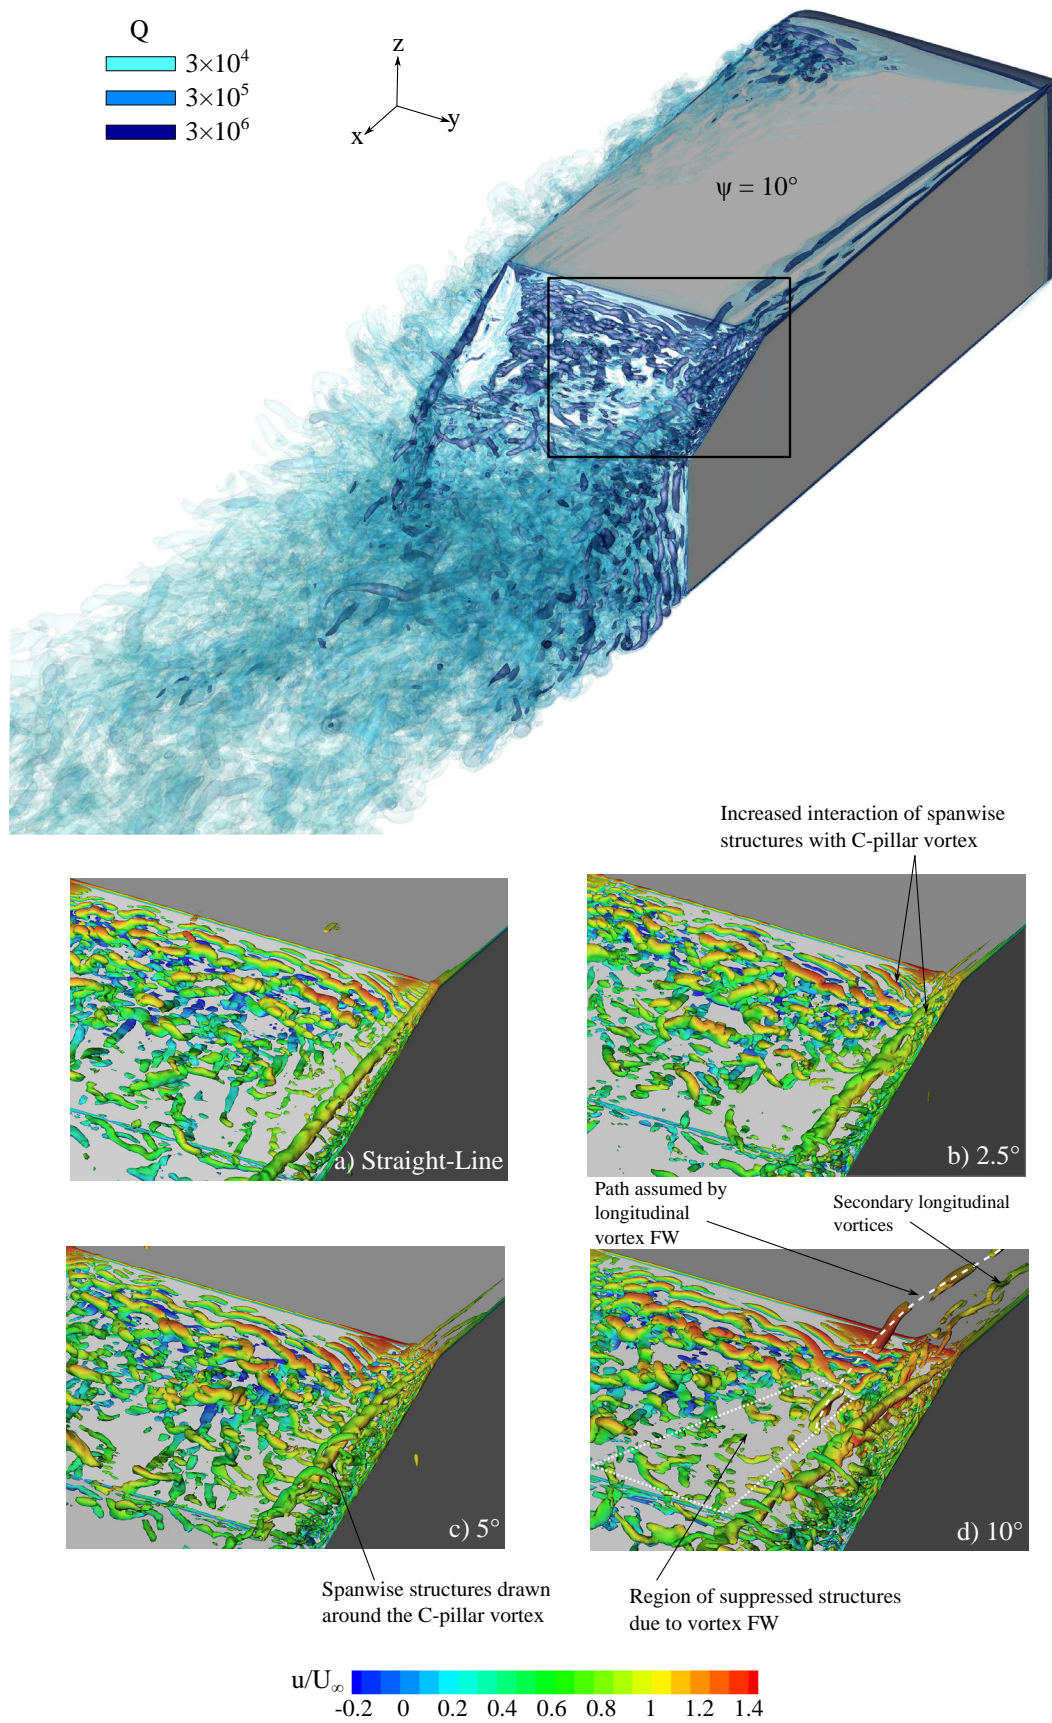 Q
3×10⁴
3×10⁵
3×10⁶
z
x
y
ψ = 10°
Increased interaction of spanwise
structures with C-pillar vortex
a) Straight-Line
b) 2.5°
Path assumed by
longitudinal
vortex FW
Secondary longitudinal
vortices
c) 5°
d) 10°
Spanwise structures drawn
around the C-pillar vortex
Region of suppressed structures
due to vortex FW
u/U∞
-0.2 0 0.2 0.4 0.6 0.8 1 1.2 1.4